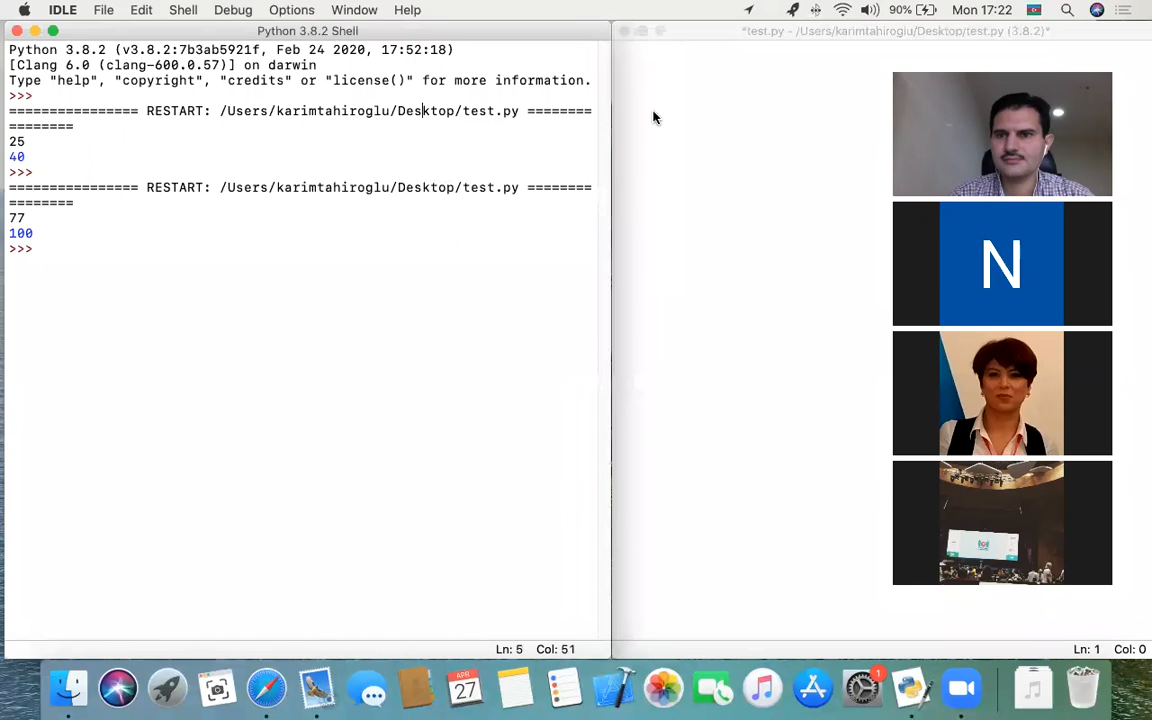 IDLE File Edit Shell Debug Options Window Help 90% Mon 17:22
Python 3.8.2 Shell
*test.py - /Users/karimtahiroglu/Desktop/test.py (3.8.2)*
Python 3.8.2 (v3.8.2:7b3ab5921f, Feb 24 2020, 17:52:18)
[Clang 6.0 (clang-600.0.57)] on darwin
Type "help", "copyright", "credits" or "license()" for more information.
>>>
================ RESTART: /Users/karimtahiroglu/Desktop/test.py ========
========
25
40
>>>
================ RESTART: /Users/karimtahiroglu/Desktop/test.py ========
========
77
100
>>>
N
Ln: 5 Col: 51
Ln: 1 Col: 0
APR
27
1